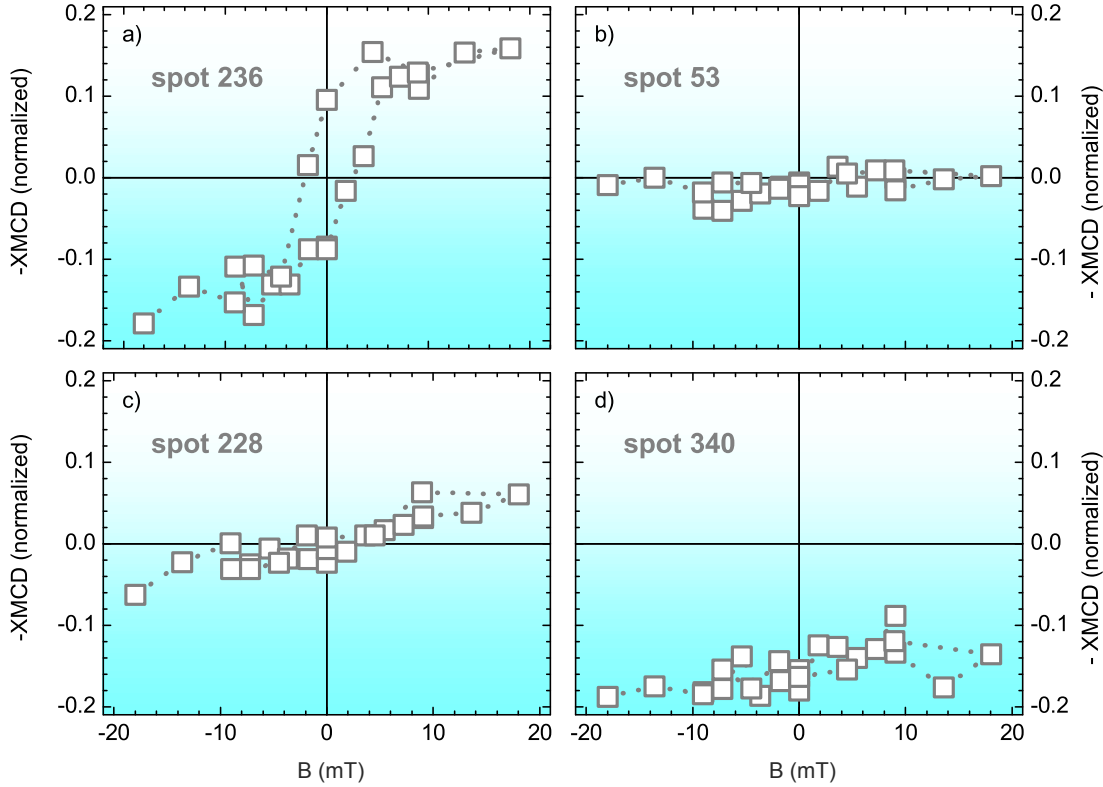 a)
spot 236
0.2
0.1
0.0
-0.1
-0.2
-XMCD (normalized)
b)
spot 53
0.2
0.1
0.0
-0.1
-0.2
- XMCD (normalized)
c)
spot 228
0.2
0.1
0.0
-0.1
-0.2
-XMCD (normalized)
-20
-10
0
10
20
B (mT)
d)
spot 340
0.2
0.1
0.0
-0.1
-0.2
- XMCD (normalized)
-20
-10
0
10
20
B (mT)